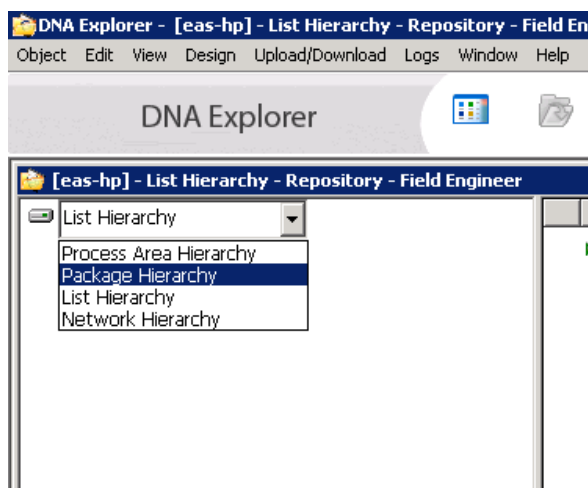 DNA Explorer - [eas-hp] - List Hierarchy - Repository - Field En
Object Edit View Design Upload/Download Logs Window Help
DNA Explorer
[eas-hp] - List Hierarchy - Repository - Field Engineer
List Hierarchy
Process Area Hierarchy
Package Hierarchy
List Hierarchy
Network Hierarchy